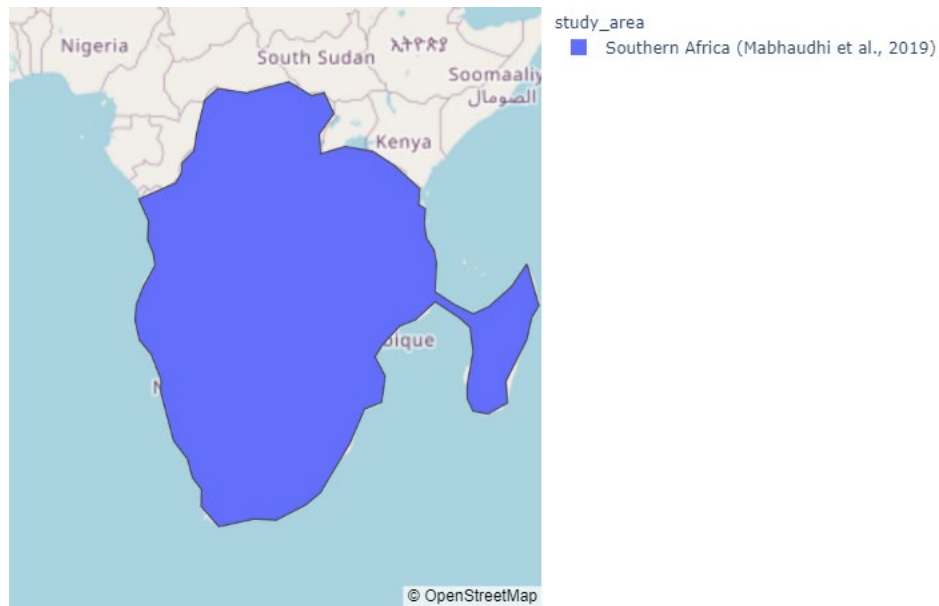 study_area
Southern Africa (Mabhaudhi et al., 2019)
Nigeria
South Sudan
ኢትዮጵያ
Soomaaliy
الصومال
Kenya
bique
N
© OpenStreetMap